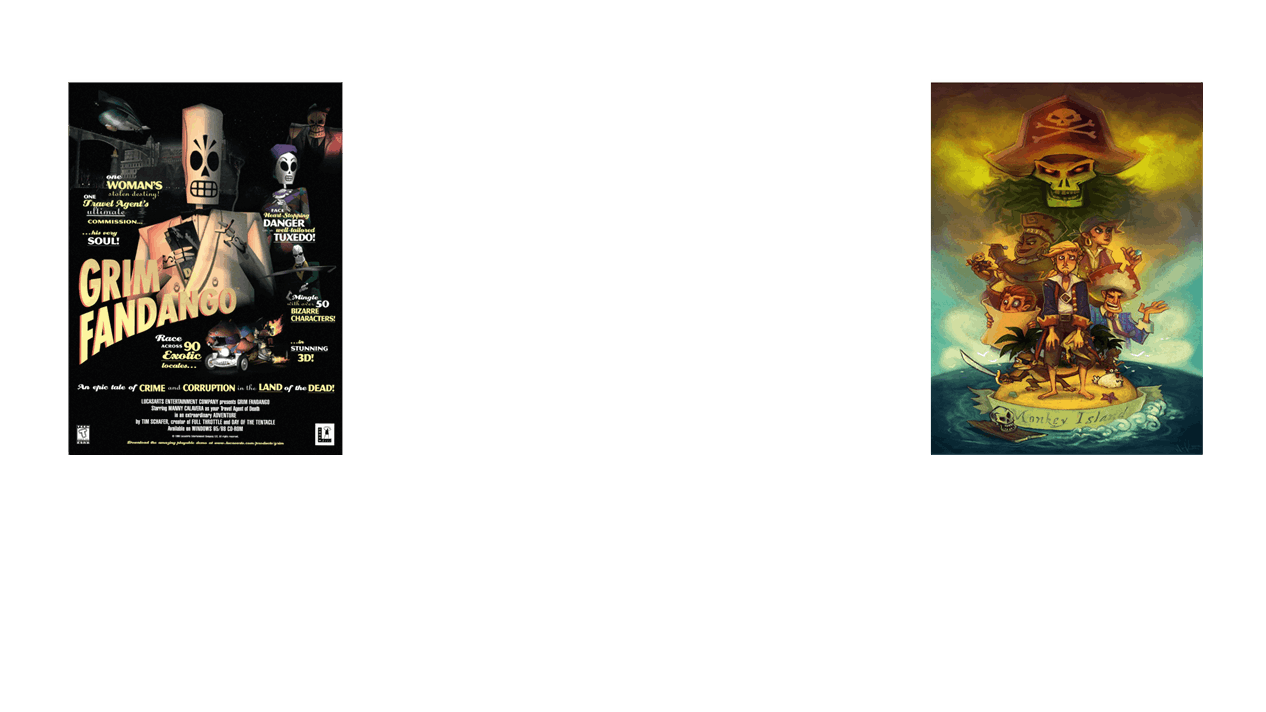 one
WOMAN'S
stolen destiny!
ONE
Travel Agent's
ultimate
COMMISSION...
...his very
SOUL!
FACE
Heart-Stopping
DANGER
in a well-tailored
TUXEDO!
GRIM
FANDANGO
Mingle
with over 50
BIZARRE
CHARACTERS!
Race
ACROSS 90
Exotic
locales...
...in
STUNNING
3D!
An epic tale of CRIME and CORRUPTION in the LAND of the DEAD!
LUCASARTS ENTERTAINMENT COMPANY presents GRIM FANDANGO
Starring MANNY CALAVERA as your Travel Agent of Death
in an extraordinary ADVENTURE
by TIM SCHAFER, creator of FULL THROTTLE and DAY OF THE TENTACLE
Available on WINDOWS 95/98 CD-ROM
Download the amazing playable demo at www.lucasarts.com/products/grim
Monkey Island